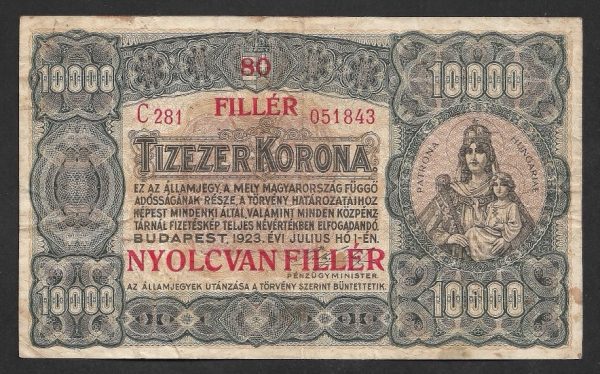 10000
80
10000
C 281
FILLÉR
051843
TIZEZER KORONA.
EZ AZ ÁLLAMJEGY, A MELY MAGYARORSZÁG FÜGGŐ
ADÓSSÁGÁNAK RÉSZE, A TÖRVÉNY HATÁROZATAIHOZ
KÉPEST MINDENKI ÁLTAL, VALAMINT MINDEN KÖZPÉNZ
TÁRNÁL FIZETÉSKÉP TELJES NÉVÉRTÉKBEN ELFOGADANDÓ.
BUDAPEST, 1923. ÉVI JÚLIUS HÓ 1-ÉN.
NYOLCVAN FILLÉR
PÉNZÜGYMINISTER.
AZ ÁLLAMJEGYEK UTÁNZÁSA A TÖRVÉNY SZERINT BÜNTETTETIK.
PATRONA HUNGARIAE
10000
10000